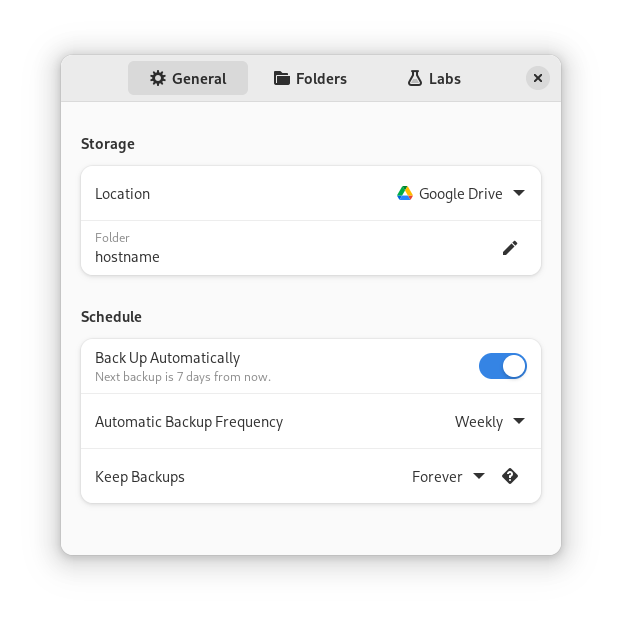 General
Folders
Labs
Storage
Location
Google Drive
Folder
hostname
Schedule
Back Up Automatically
Next backup is 7 days from now.
Automatic Backup Frequency
Weekly
Keep Backups
Forever
?